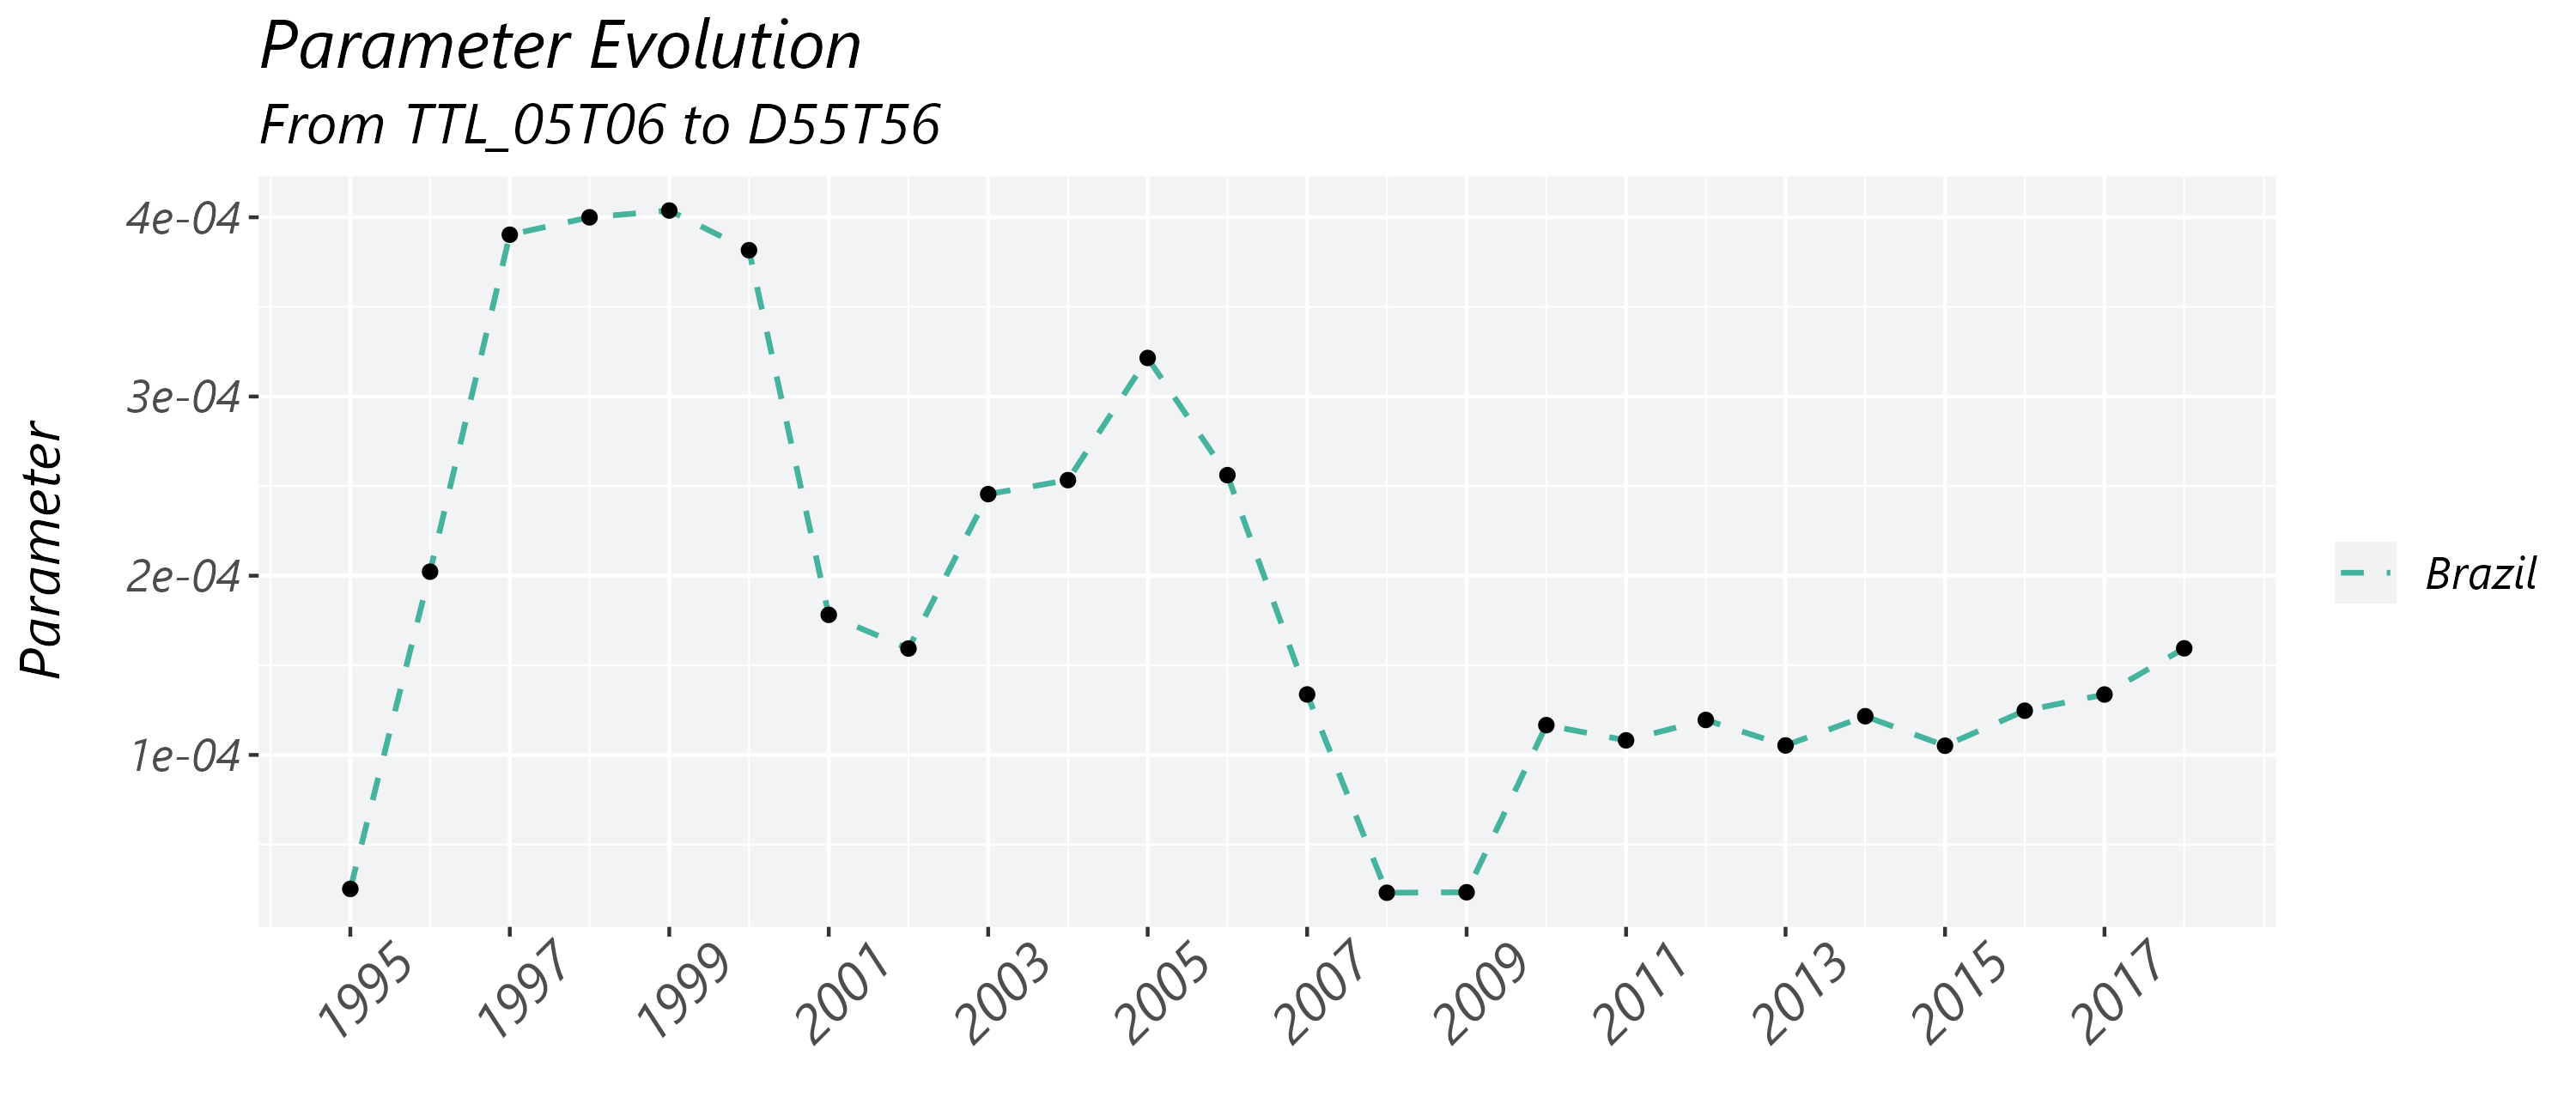 Parameter Evolution
From TTL_05T06 to D55T56
Parameter
4e-04
3e-04
2e-04
1e-04
1995
1997
1999
2001
2003
2005
2007
2009
2011
2013
2015
2017
Brazil